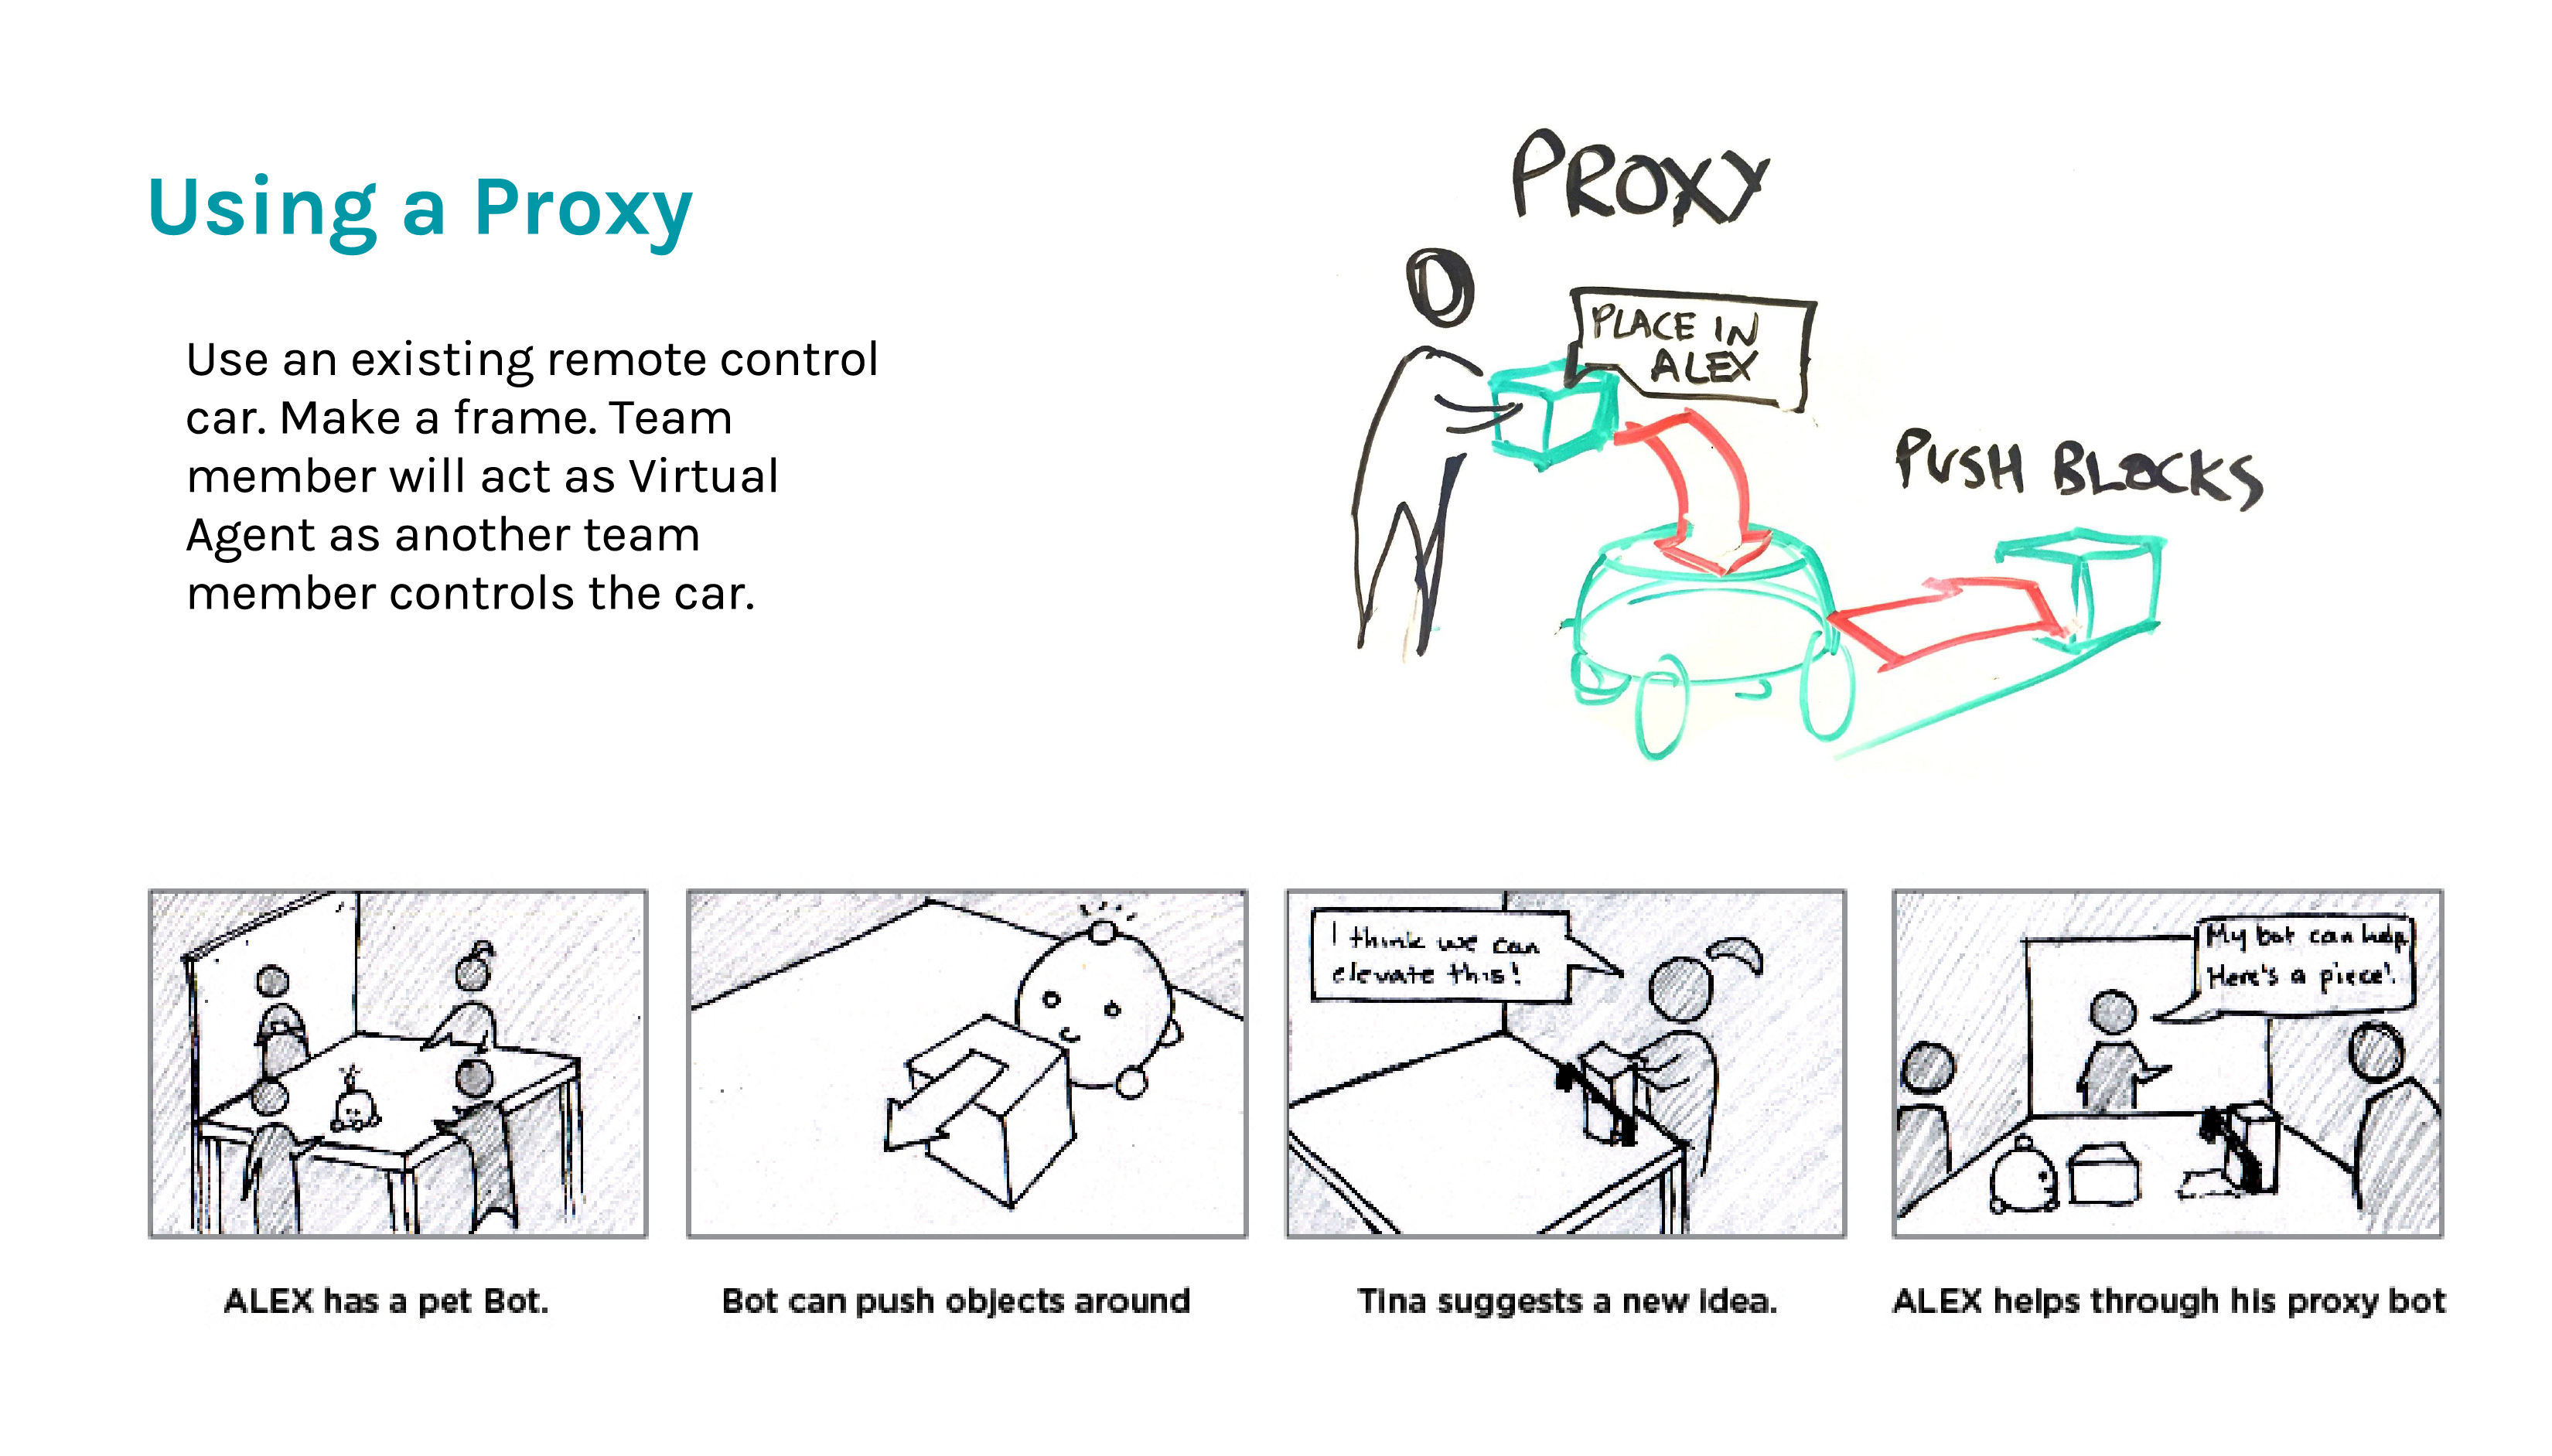 Using a Proxy
Use an existing remote control
car. Make a frame. Team
member will act as Virtual
Agent as another team
member controls the car.
PROXY
PLACE IN
ALEX
PUSH BLOCKS
I think we can
elevate this!
My bot can help.
Here's a piece!
ALEX has a pet Bot.
Bot can push objects around
Tina suggests a new idea.
ALEX helps through his proxy bot